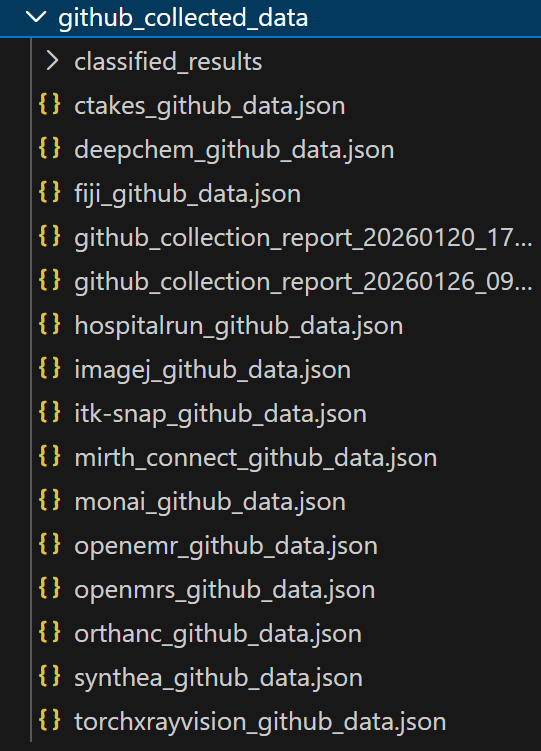 github_collected_data
classified_results
{} ctakes_github_data.json
{} deepchem_github_data.json
{} fiji_github_data.json
{} github_collection_report_20260120_17...
{} github_collection_report_20260126_09...
{} hospitalrun_github_data.json
{} imagej_github_data.json
{} itk-snap_github_data.json
{} mirth_connect_github_data.json
{} monai_github_data.json
{} openemr_github_data.json
{} openmrs_github_data.json
{} orthanc_github_data.json
{} synthea_github_data.json
{} torchxrayvision_github_data.json